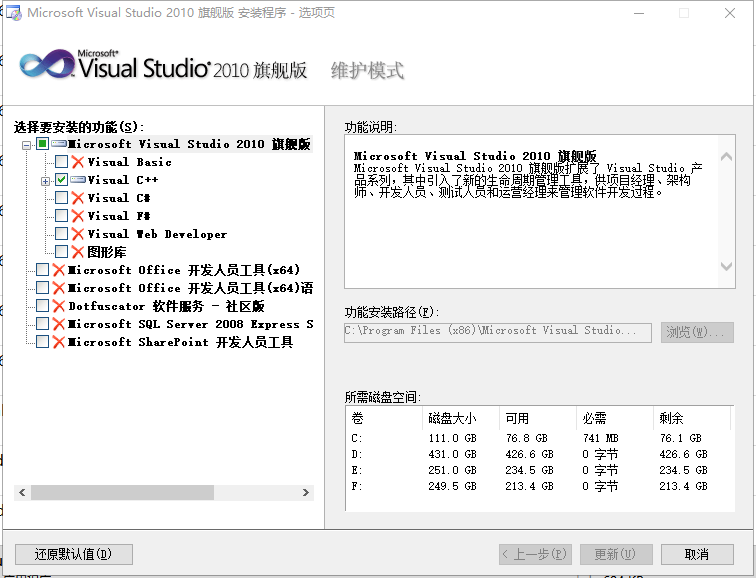 Microsoft Visual Studio 2010 旗舰版 安装程序 - 选项页
Microsoft®
Visual Studio® 2010 旗舰版 维护模式
选择要安装的功能(S):
Microsoft Visual Studio 2010 旗舰版
Visual Basic
Visual C++
Visual C#
Visual F#
Visual Web Developer
图形库
Microsoft Office 开发人员工具(x64)
Microsoft Office 开发人员工具(x64)语
Dotfuscator 软件服务 - 社区版
Microsoft SQL Server 2008 Express S
Microsoft SharePoint 开发人员工具
功能说明:
Microsoft Visual Studio 2010 旗舰版
Microsoft Visual Studio 2010 旗舰版扩展了 Visual Studio 产
品系列，其中引入了新的生命周期管理工具，供项目经理、架构
师、开发人员、测试人员和运营经理来管理软件开发过程。
功能安装路径(F):
C:\Program Files (x86)\Microsoft Visual Studio...
浏览(W)...
所需磁盘空间:
卷 磁盘大小 可用 必需 剩余
C: 111.0 GB 76.8 GB 741 MB 76.1 GB
D: 431.0 GB 426.6 GB 0 字节 426.6 GB
E: 251.0 GB 234.5 GB 0 字节 234.5 GB
F: 249.5 GB 213.4 GB 0 字节 213.4 GB
还原默认值(D)
< 上一步(P)
更新(U)
取消